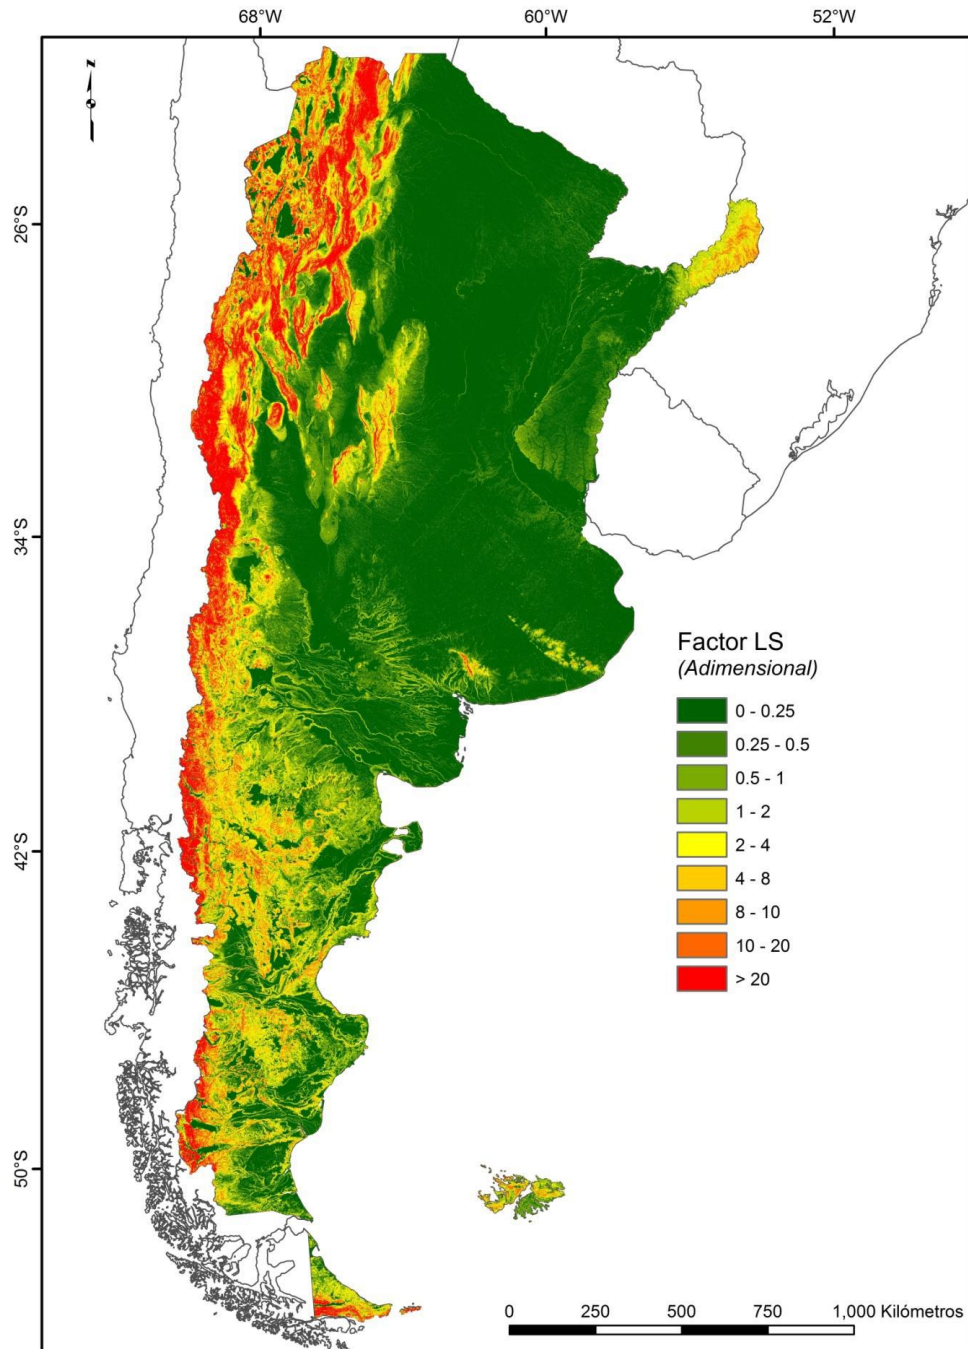 68°W 60°W 52°W
z
26°S
34°S
42°S
50°S
Factor LS
(Adimensional)
0 - 0.25
0.25 - 0.5
0.5 - 1
1 - 2
2 - 4
4 - 8
8 - 10
10 - 20
> 20
0 250 500 750 1,000 Kilómetros